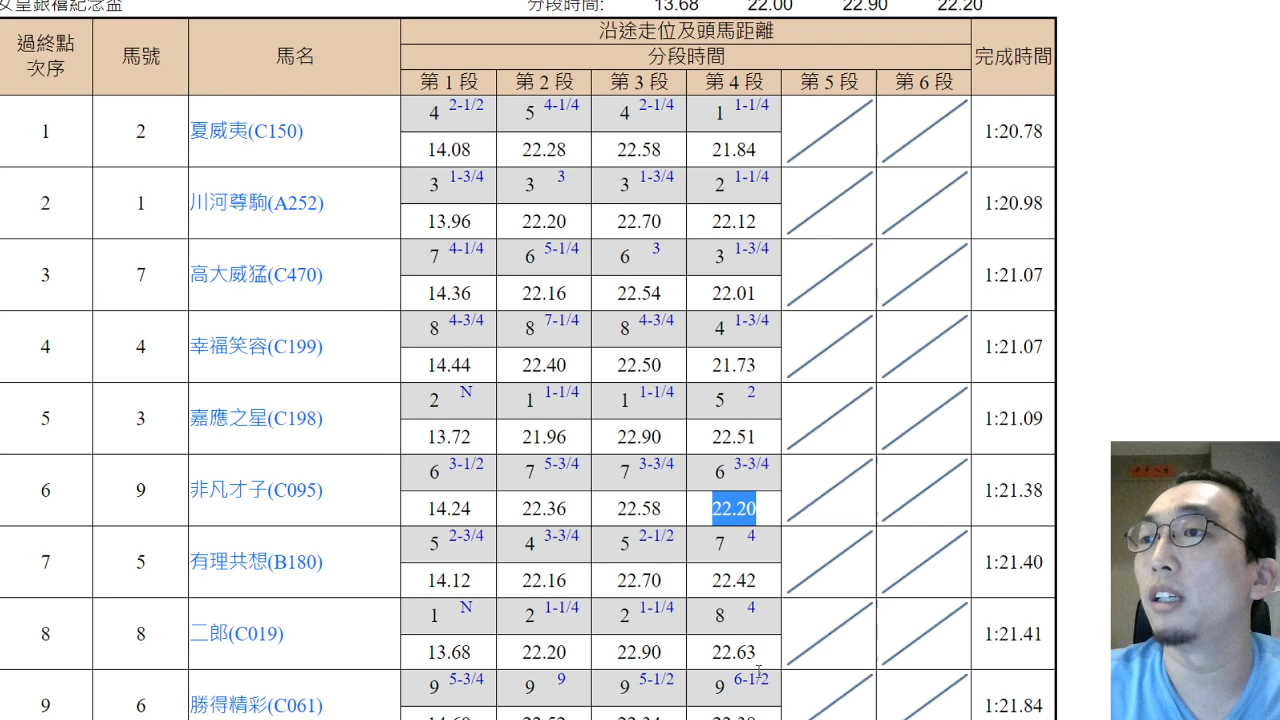 女皇銀禧紀念盃 分段時間: 13.68 22.00 22.90 22.20
過終點次序 馬號 馬名 沿途走位及頭馬距離 完成時間
分段時間
第 1 段 第 2 段 第 3 段 第 4 段 第 5 段 第 6 段
1 2 夏威夷(C150) 4 2-1/2 5 4-1/4 4 2-1/4 1 1-1/4 1:20.78
14.08 22.28 22.58 21.84
2 1 川河尊駒(A252) 3 1-3/4 3 3 3 1-3/4 2 1-1/4 1:20.98
13.96 22.20 22.70 22.12
3 7 高大威猛(C470) 7 4-1/4 6 5-1/4 6 3 3 1-3/4 1:21.07
14.36 22.16 22.54 22.01
4 4 幸福笑容(C199) 8 4-3/4 8 7-1/4 8 4-3/4 4 1-3/4 1:21.07
14.44 22.40 22.50 21.73
5 3 嘉應之星(C198) 2 N 1 1-1/4 1 1-1/4 5 2 1:21.09
13.72 21.96 22.90 22.51
6 9 非凡才子(C095) 6 3-1/2 7 5-3/4 7 3-3/4 6 3-3/4 1:21.38
14.24 22.36 22.58 22.20
7 5 有理共想(B180) 5 2-3/4 4 3-3/4 5 2-1/2 7 4 1:21.40
14.12 22.16 22.70 22.42
8 8 二郎(C019) 1 N 2 1-1/4 2 1-1/4 8 4 1:21.41
13.68 22.20 22.90 22.63
9 6 勝得精彩(C061) 9 5-3/4 9 9 9 5-1/2 9 6-1/2 1:21.84